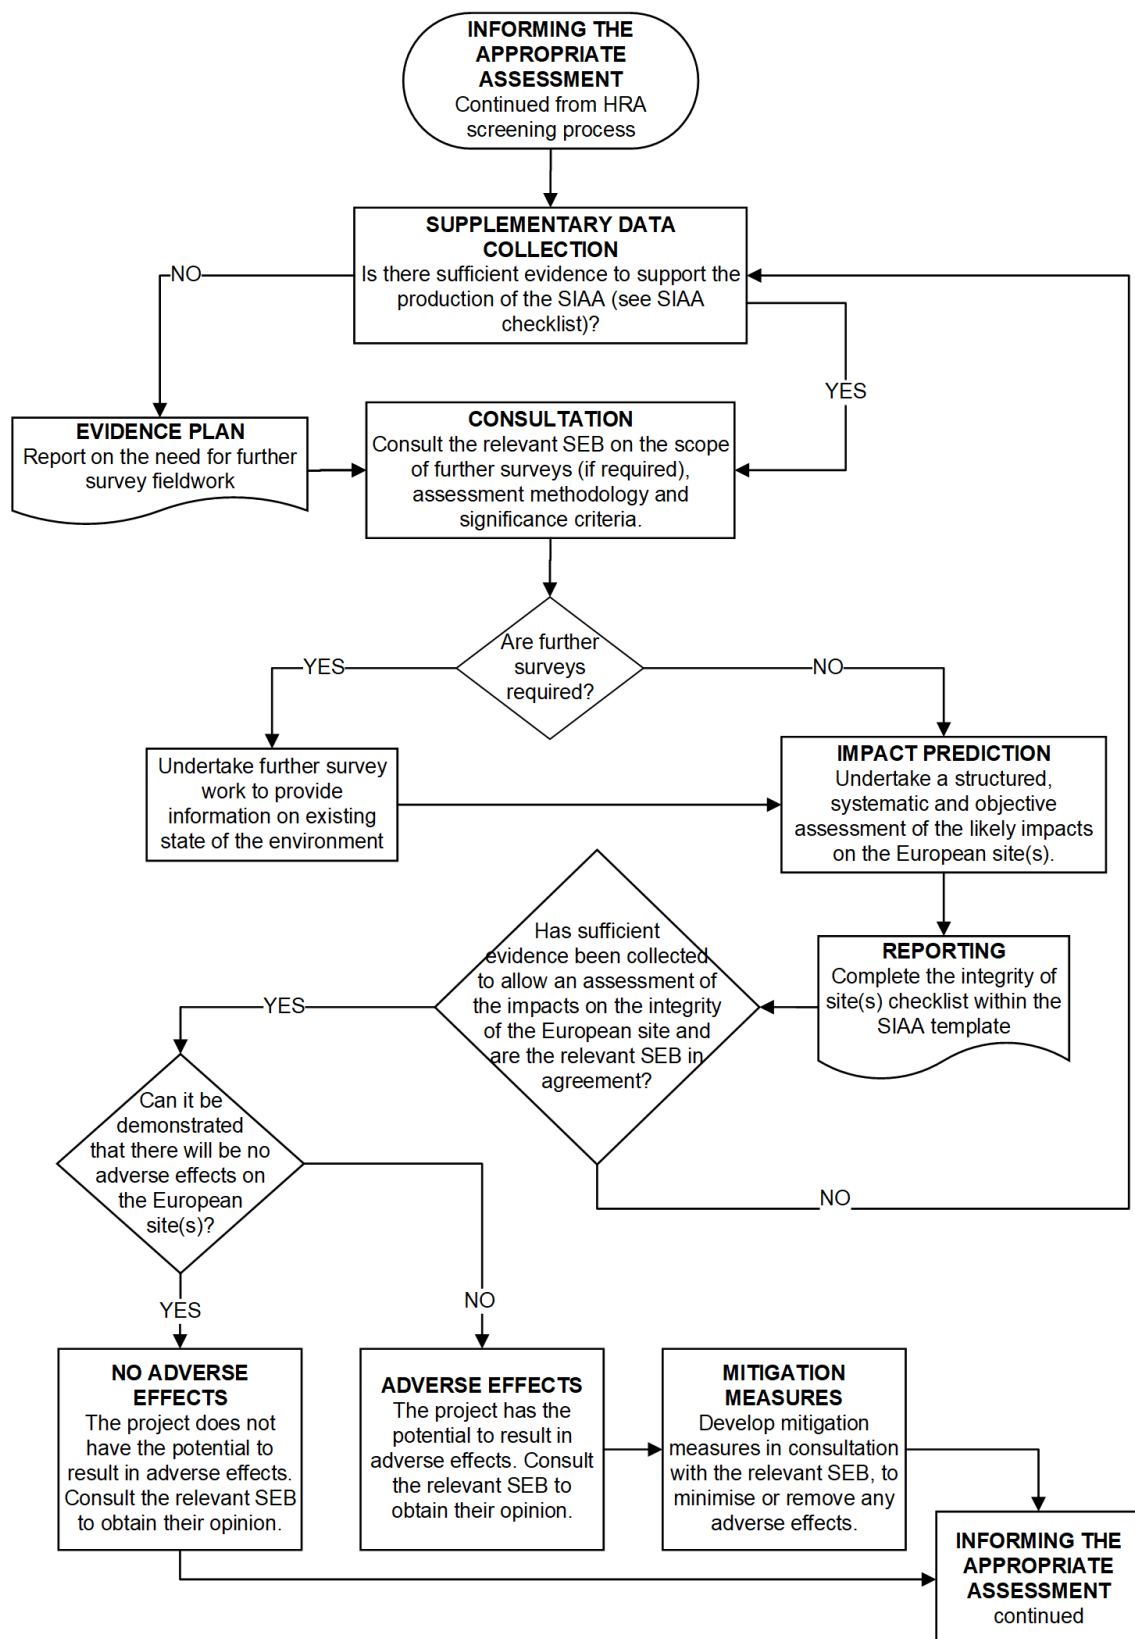 INFORMING THE
APPROPRIATE
ASSESSMENT
Continued from HRA
screening process
SUPPLEMENTARY DATA
COLLECTION
Is there sufficient evidence to support the
production of the SIAA (see SIAA
checklist)?
NO
YES
EVIDENCE PLAN
Report on the need for further
survey fieldwork
CONSULTATION
Consult the relevant SEB on the scope
of further surveys (if required),
assessment methodology and
significance criteria.
Are further
surveys
required?
YES
NO
Undertake further survey
work to provide
information on existing
state of the environment
IMPACT PREDICTION
Undertake a structured,
systematic and objective
assessment of the likely impacts
on the European site(s).
REPORTING
Complete the integrity of
site(s) checklist within the
SIAA template
Has sufficient
evidence been collected
to allow an assessment of
the impacts on the integrity
of the European site and
are the relevant SEB in
agreement?
YES
NO
Can it be
demonstrated
that there will be no
adverse effects on
the European
site(s)?
YES
NO
NO ADVERSE
EFFECTS
The project does not
have the potential to
result in adverse effects.
Consult the relevant SEB
to obtain their opinion.
ADVERSE EFFECTS
The project has the
potential to result in
adverse effects. Consult
the relevant SEB to
obtain their opinion.
MITIGATION
MEASURES
Develop mitigation
measures in consultation
with the relevant SEB, to
minimise or remove any
adverse effects.
INFORMING THE
APPROPRIATE
ASSESSMENT
continued